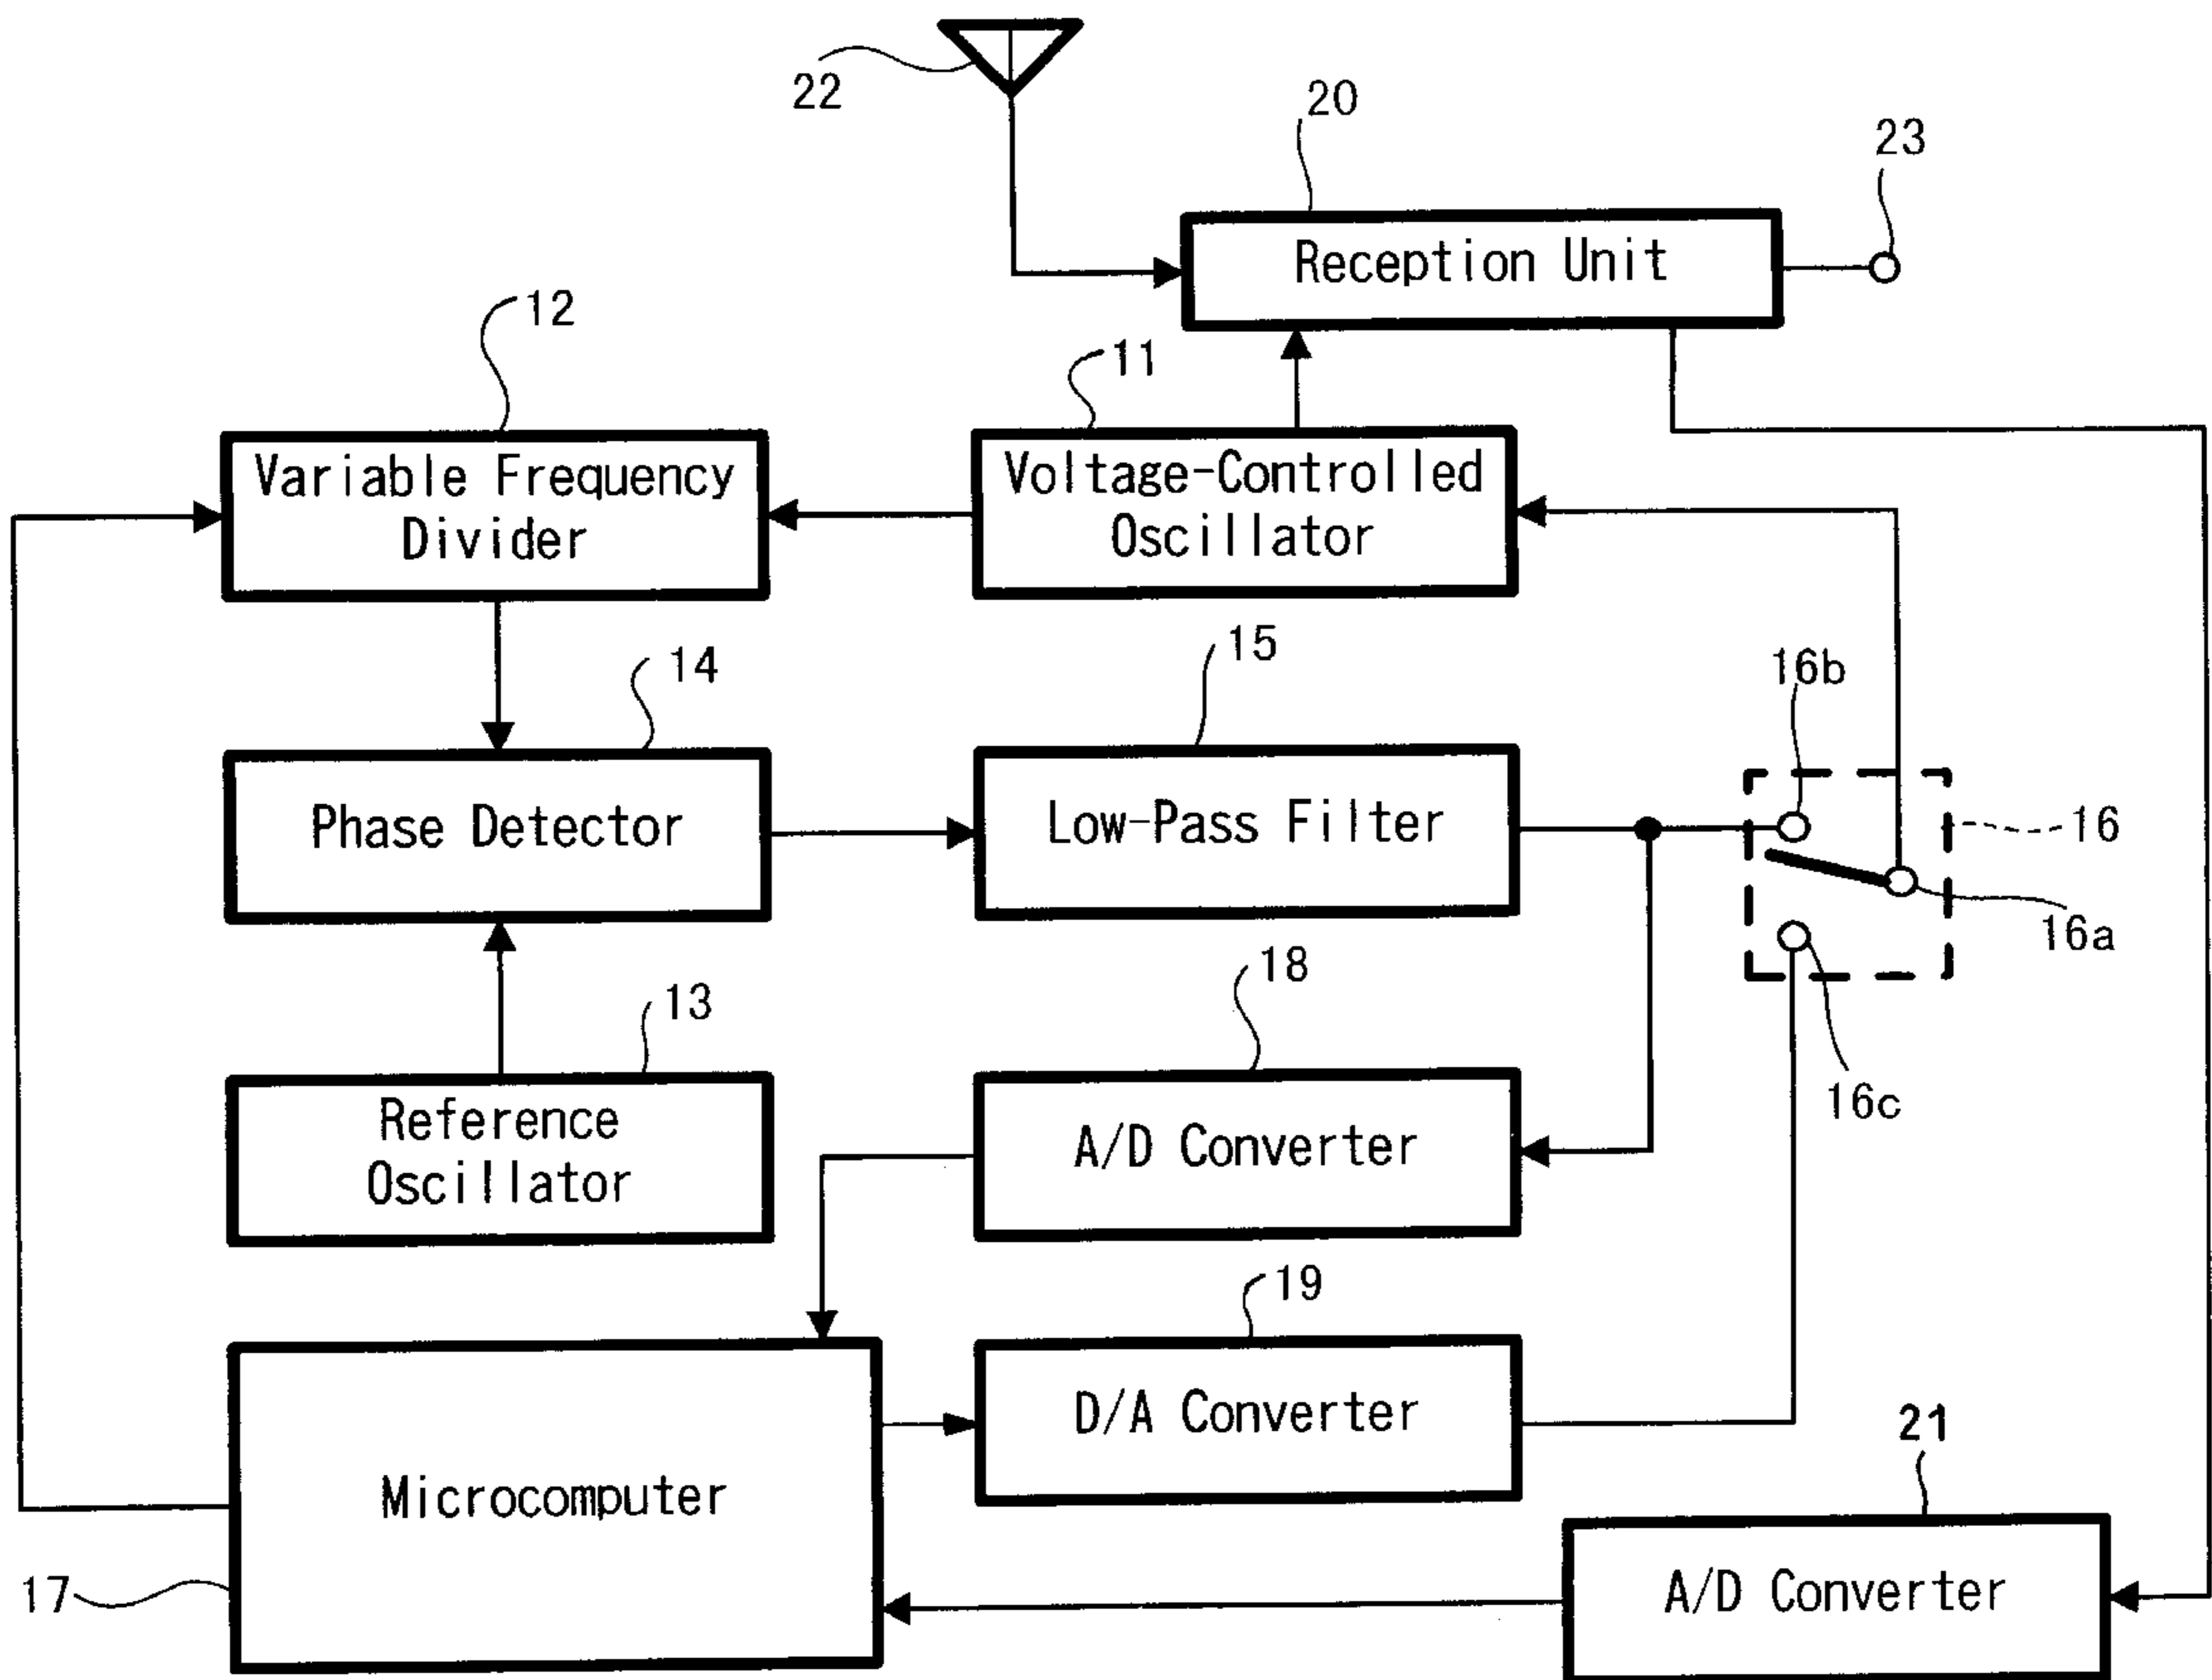 22
20
23
Reception Unit
12
11
Variable Frequency
Divider
Voltage-Controlled
Oscillator
14
15
16b
Phase Detector
Low-Pass Filter
16
16a
13
18
16c
Reference
Oscillator
A/D Converter
19
Microcomputer
D/A Converter
21
17
A/D Converter